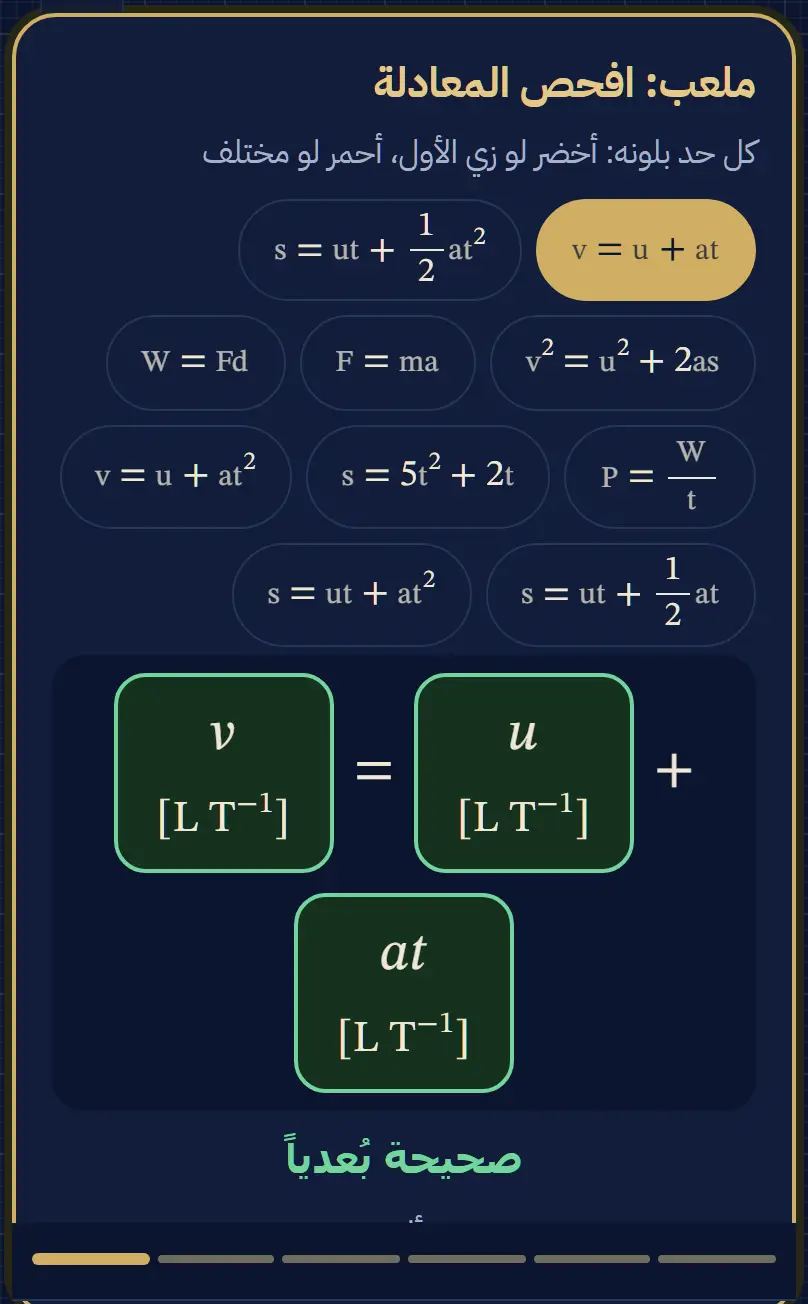 ملعب: افحص المعادلة
كل حد بلونه: أخضر لو زي الأول، أحمر لو مختلف
v = u + at
s = ut + 1/2 at²
v² = u² + 2as
F = ma
W = Fd
P = W/t
s = 5t² + 2t
v = u + at²
s = ut + 1/2 at
s = ut + at²
v = u +
[L T⁻¹] [L T⁻¹]
at
[L T⁻¹]
صحيحة بُعدياً